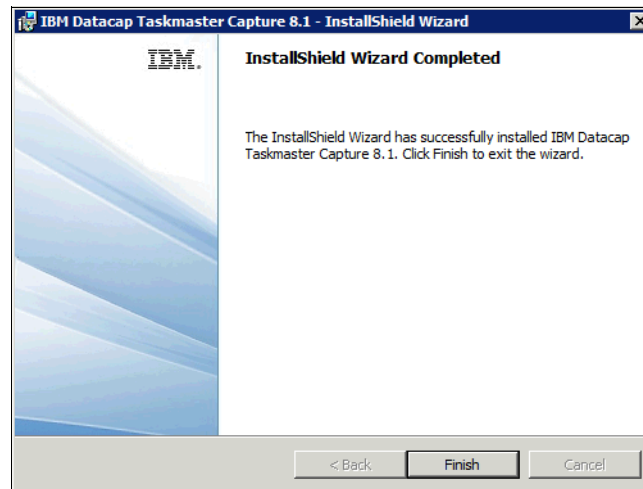 IBM Datacap Taskmaster Capture 8.1 - InstallShield Wizard
IBM.
InstallShield Wizard Completed
The InstallShield Wizard has successfully installed IBM Datacap
Taskmaster Capture 8.1. Click Finish to exit the wizard.
< Back
Finish
Cancel